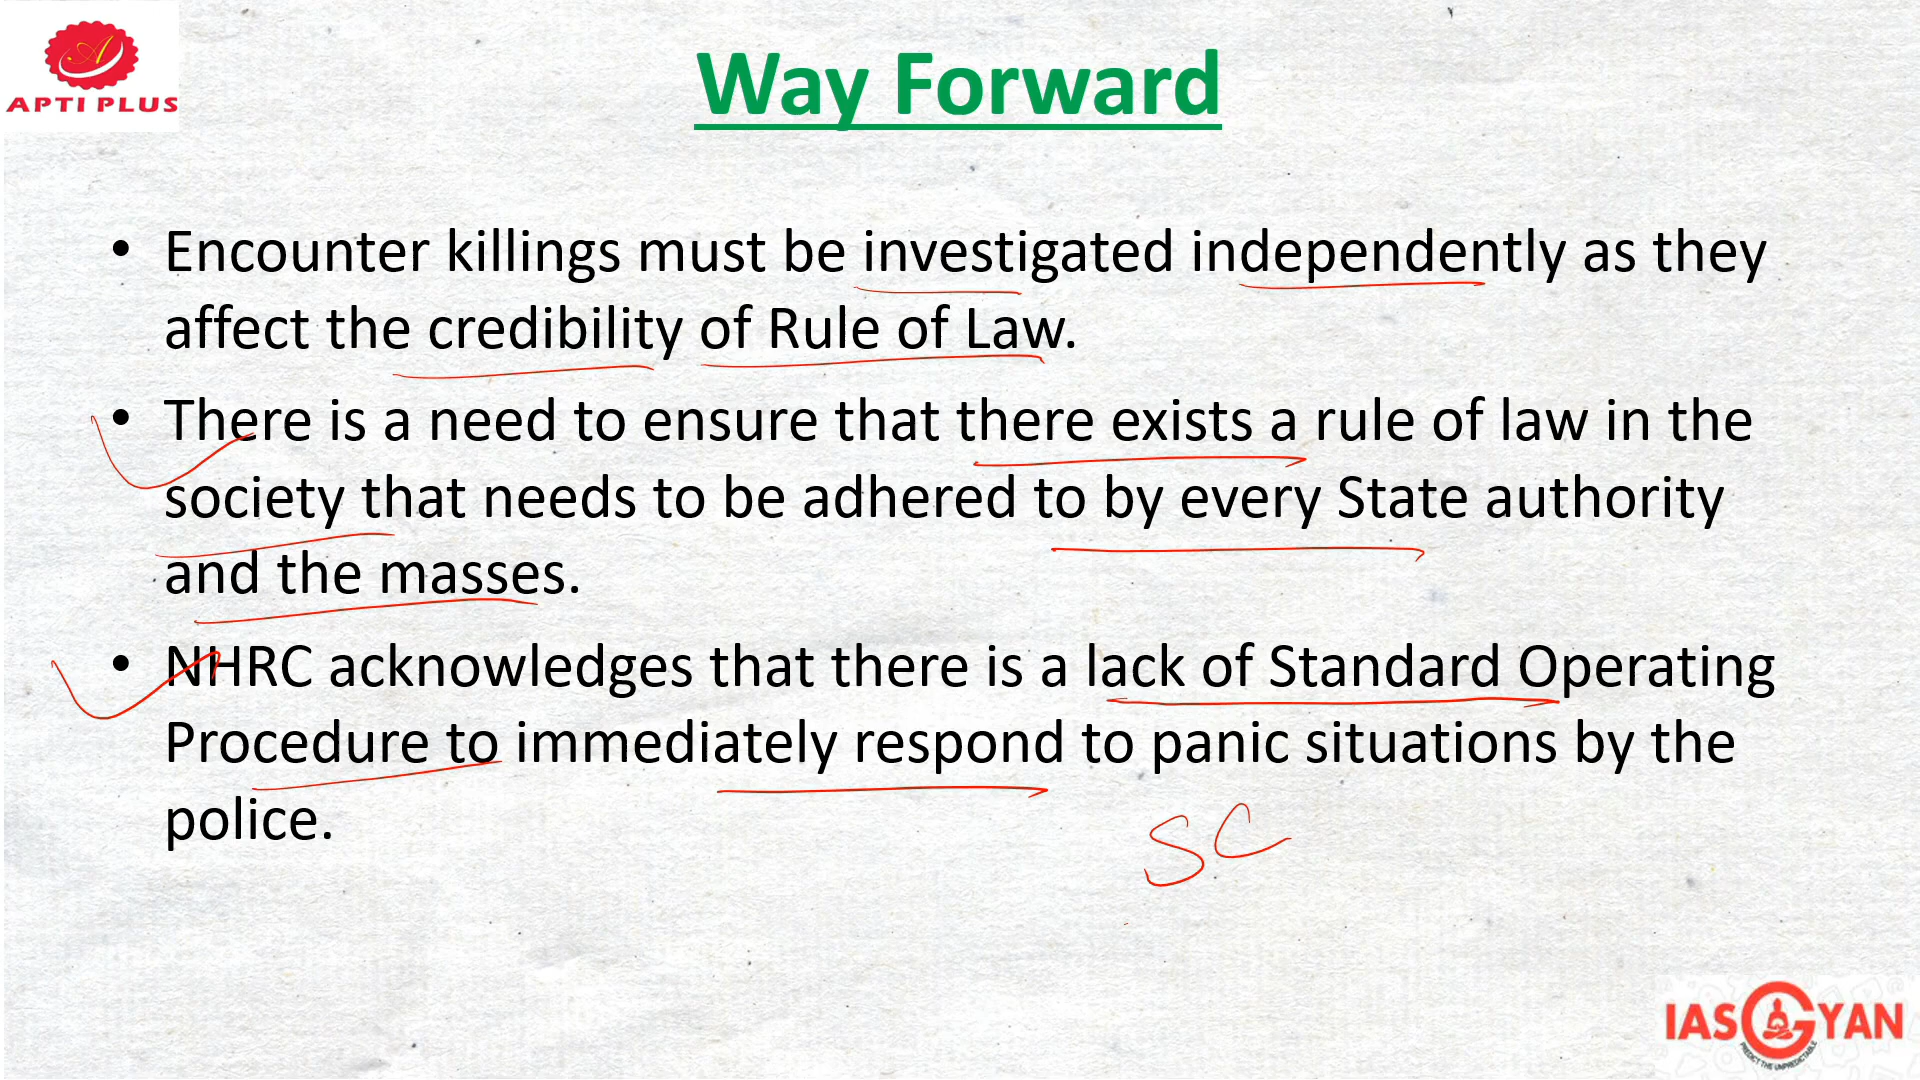 APTI PLUS
Way Forward
• Encounter killings must be investigated independently as they
affect the credibility of Rule of Law.
• There is a need to ensure that there exists a rule of law in the
society that needs to be adhered to by every State authority
and the masses.
• NHRC acknowledges that there is a lack of Standard Operating
Procedure to immediately respond to panic situations by the
police.
SC
IASGYAN
PREDICT THE UNPREDICTABLE